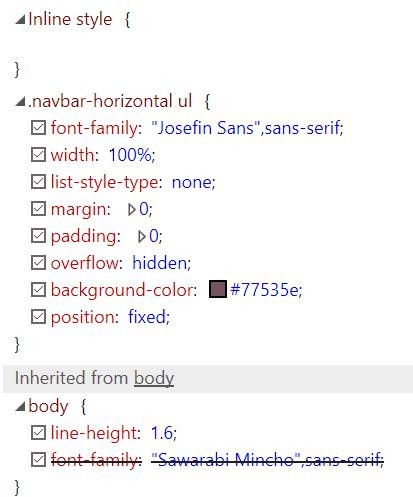 Inline style {
}
.navbar-horizontal ul {
font-family: "Josefin Sans",sans-serif;
width: 100%;
list-style-type: none;
margin: 0;
padding: 0;
overflow: hidden;
background-color: #77535e;
position: fixed;
}
Inherited from body
body {
line-height: 1.6;
font-family: "Sawarabi Mincho",sans-serif;
}